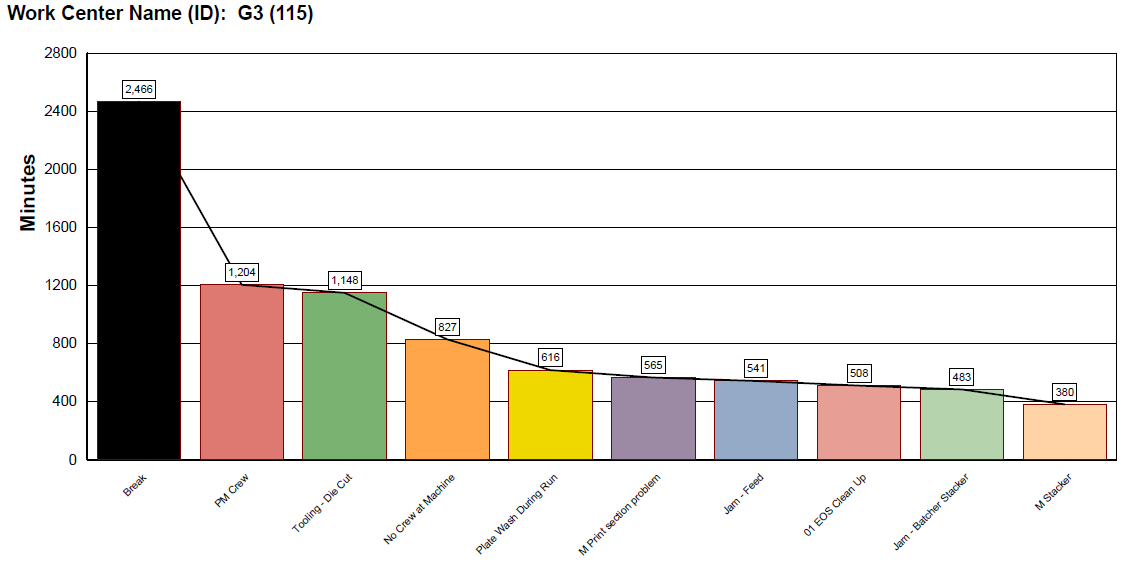 Work Center Name (ID): G3 (115)
Minutes
2800
2400
2000
1600
1200
800
400
0
2,466
1,204
1,148
827
616
565
541
508
483
380
Break
PM Crew
Tooling - Die Cut
No Crew at Machine
Plate Wash During Run
M Print section problem
Jam - Feed
01 EOS Clean Up
Jam - Batcher Stacker
M Stacker